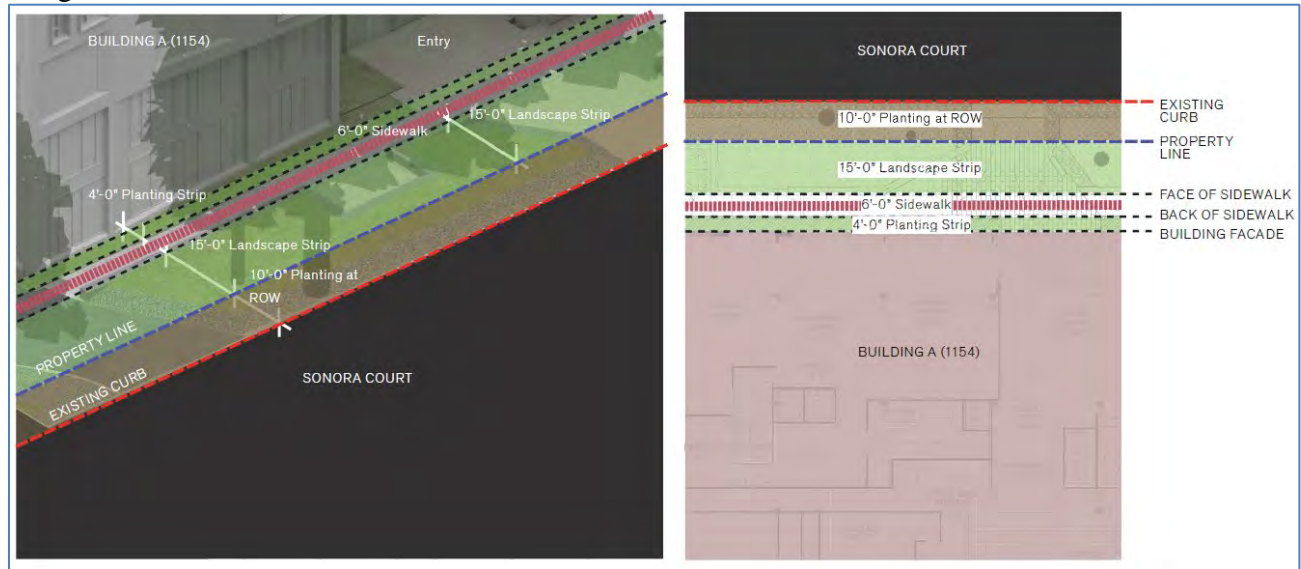 BUILDING A (1154)
Entry
15'-0" Landscape Strip
6'-0" Sidewalk
4'-0" Planting Strip
15'-0" Landscape Strip
10'-0" Planting at
ROW
PROPERTY LINE
EXISTING CURB
SONORA COURT
SONORA COURT
10'-0" Planting at ROW
15'-0" Landscape Strip
6'-0" Sidewalk
4'-0" Planting Strip
BUILDING A (1154)
EXISTING
CURB
PROPERTY
LINE
FACE OF SIDEWALK
BACK OF SIDEWALK
BUILDING FACADE